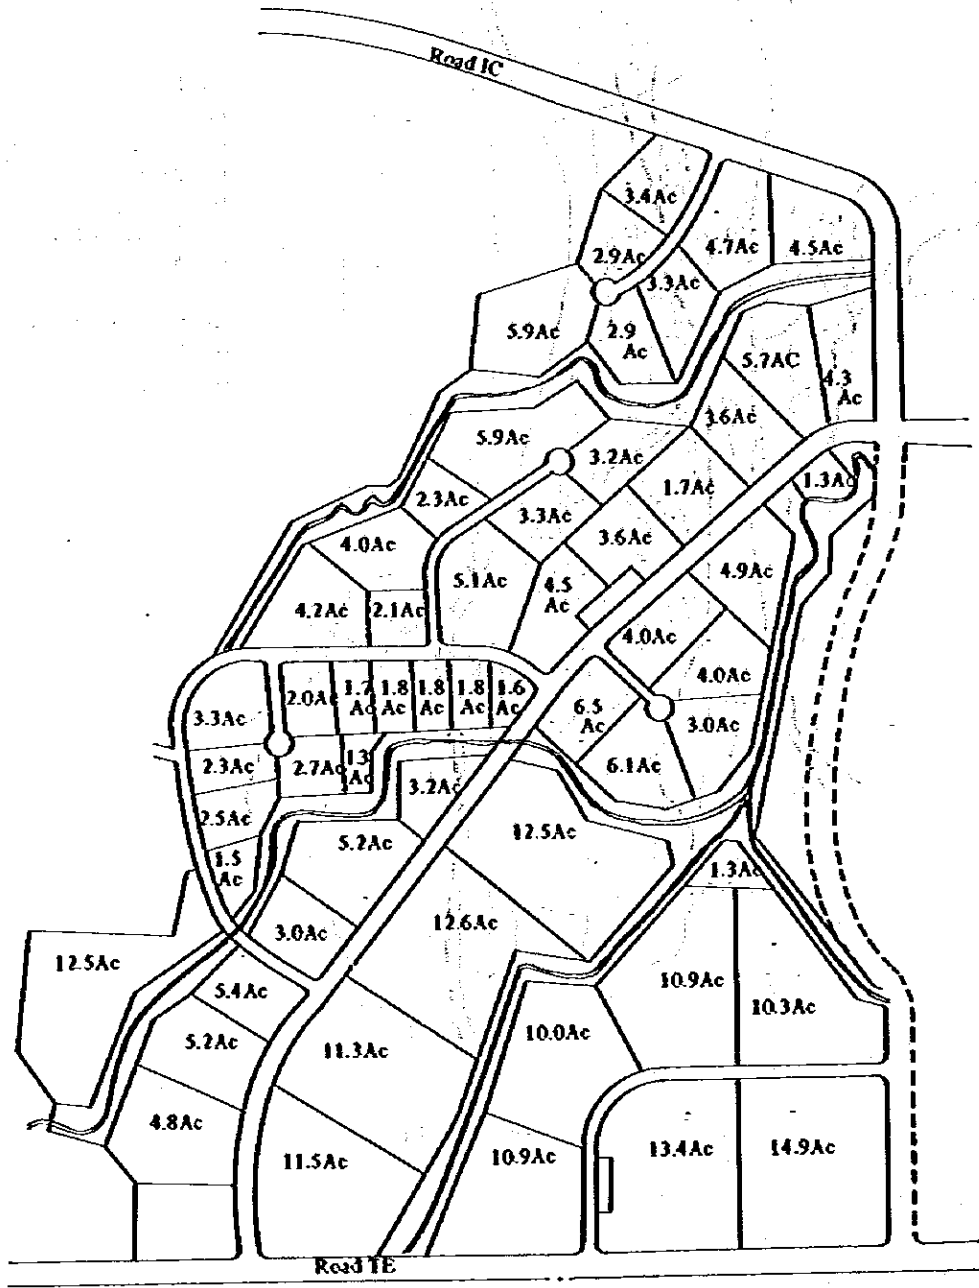 Road IC
3.4Ac
2.9Ac
4.7Ac
4.5Ac
3.3Ac
5.9Ac
2.9
Ac
5.7AC
4.3
Ac
3.6Ac
5.9Ac
3.2Ac
2.3Ac
1.7Ac
1.3Ac
3.3Ac
4.0Ac
3.6Ac
5.1Ac
4.5
Ac
4.9Ac
4.2Ac
2.1Ac
4.0Ac
4.0Ac
3.3Ac
2.0Ac
1.7
Ac
1.8
Ac
1.8
Ac
1.8
Ac
1.6
Ac
6.5
Ac
3.0Ac
2.3Ac
2.7Ac
1.3
Ac
6.1Ac
3.2Ac
2.5Ac
5.2Ac
12.5Ac
1.5
Ac
1.3Ac
3.0Ac
12.6Ac
12.5Ac
5.4Ac
10.9Ac
10.3Ac
5.2Ac
11.3Ac
10.0Ac
4.8Ac
11.5Ac
10.9Ac
13.4Ac
14.9Ac
Road TE